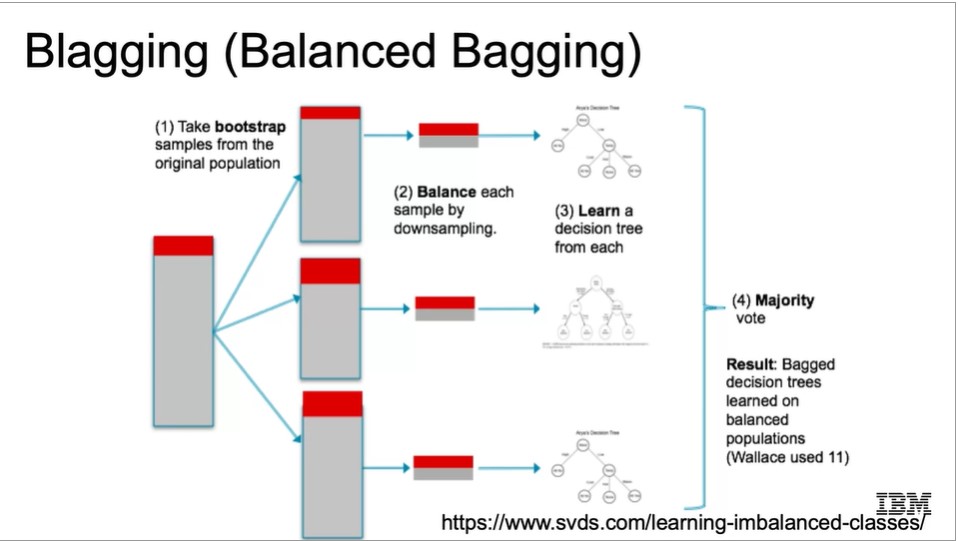 Blagging (Balanced Bagging)
(1) Take bootstrap
samples from the
original population
(2) Balance each
sample by
downsampling.
Arya's Decision Tree
(3) Learn a
decision tree
from each
Arya's Decision Tree
(4) Majority
vote
Result: Bagged
decision trees
learned on
balanced
populations
(Wallace used 11)
IBM
https://www.svds.com/learning-imbalanced-classes/